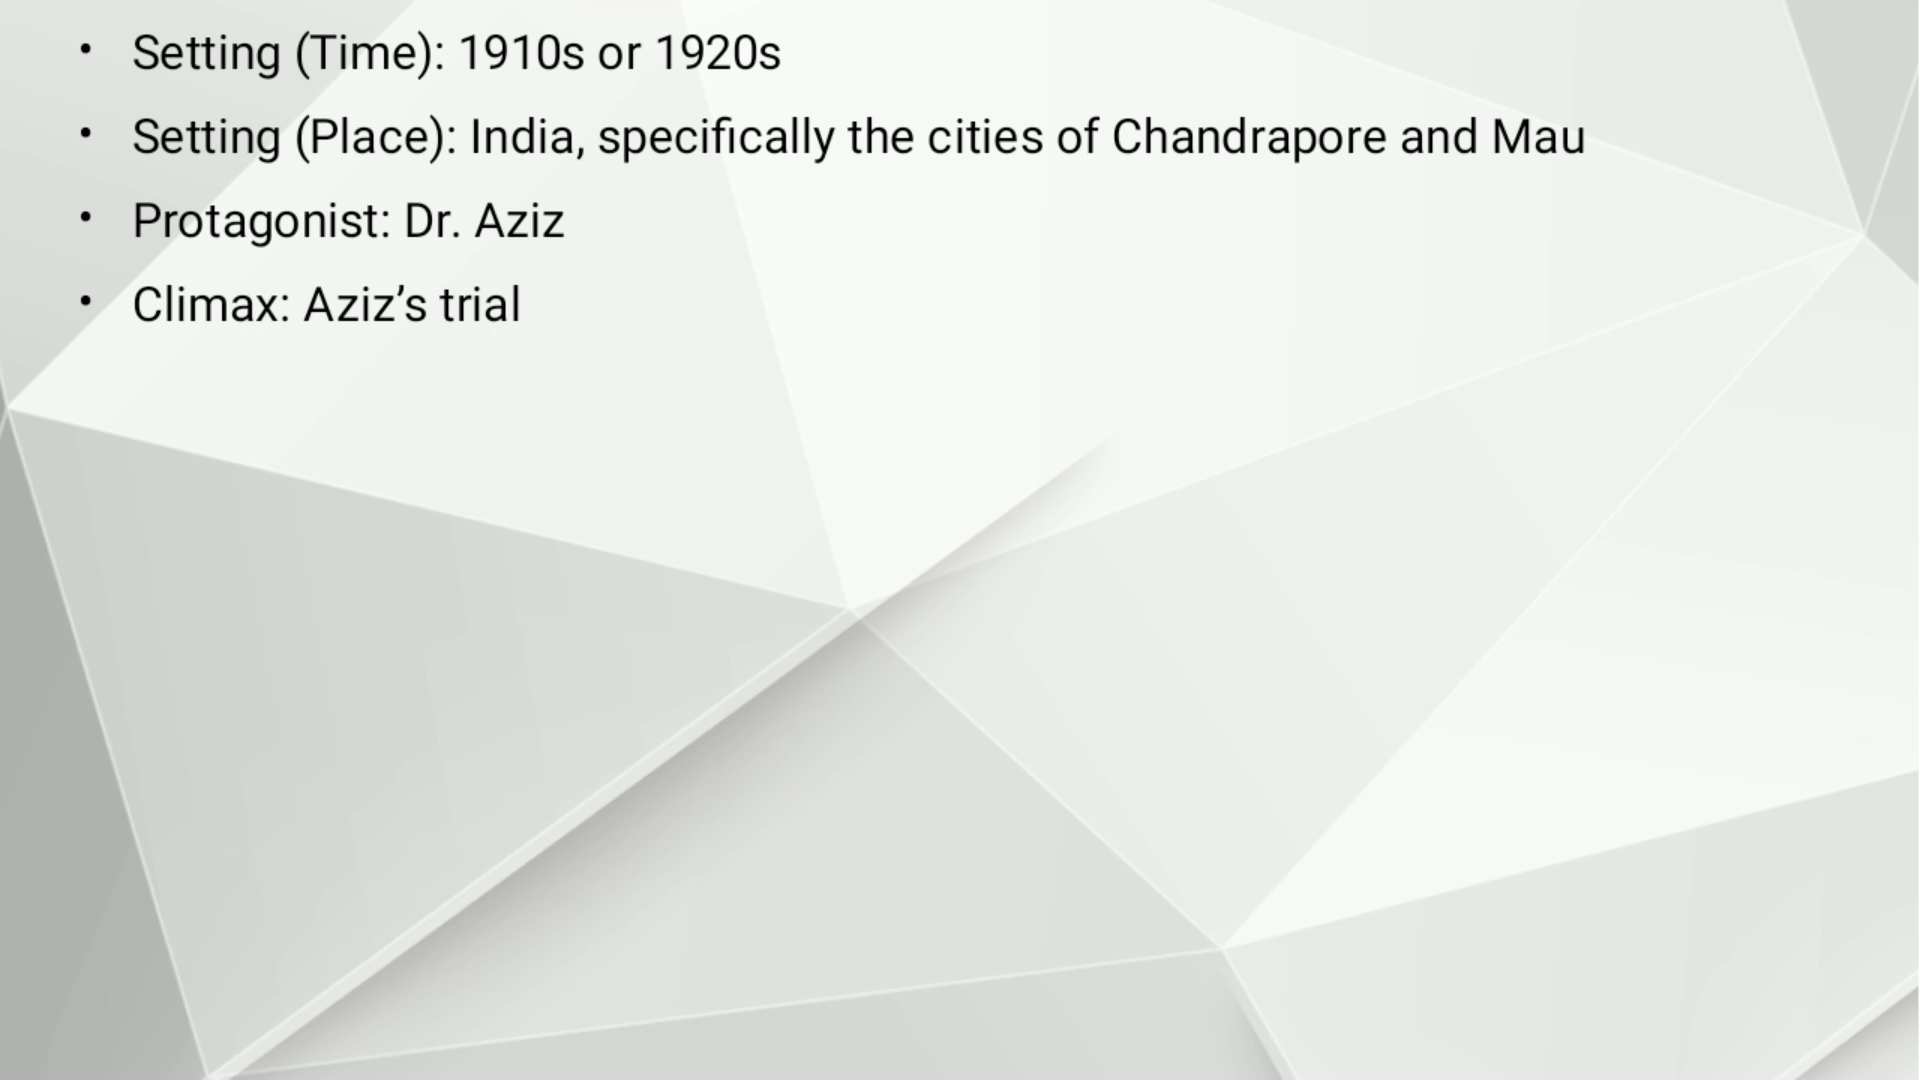 • Setting (Time): 1910s or 1920s
• Setting (Place): India, specifically the cities of Chandrapore and Mau
• Protagonist: Dr. Aziz
• Climax: Aziz’s trial